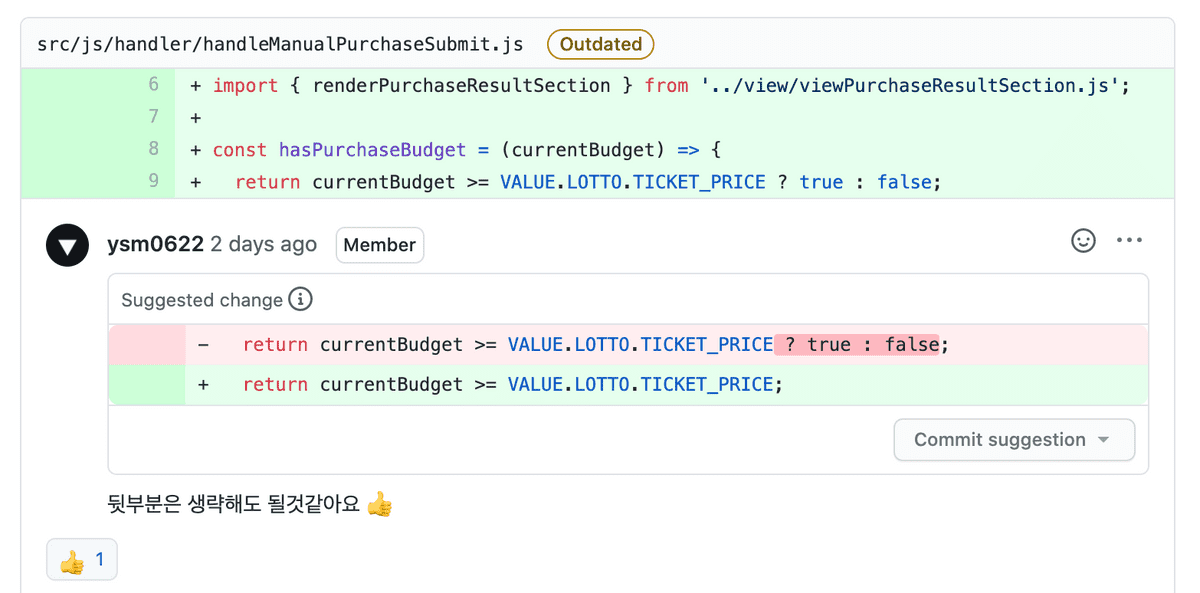 src/js/handler/handleManualPurchaseSubmit.js Outdated
6 + import { renderPurchaseResultSection } from '../view/viewPurchaseResultSection.js';
7 +
8 + const hasPurchaseBudget = (currentBudget) => {
9 + return currentBudget >= VALUE.LOTTO.TICKET_PRICE ? true : false;
ysm0622 2 days ago Member
Suggested change
- return currentBudget >= VALUE.LOTTO.TICKET_PRICE ? true : false;
+ return currentBudget >= VALUE.LOTTO.TICKET_PRICE;
Commit suggestion
뒷부분은 생략해도 될것같아요 👍
👍 1